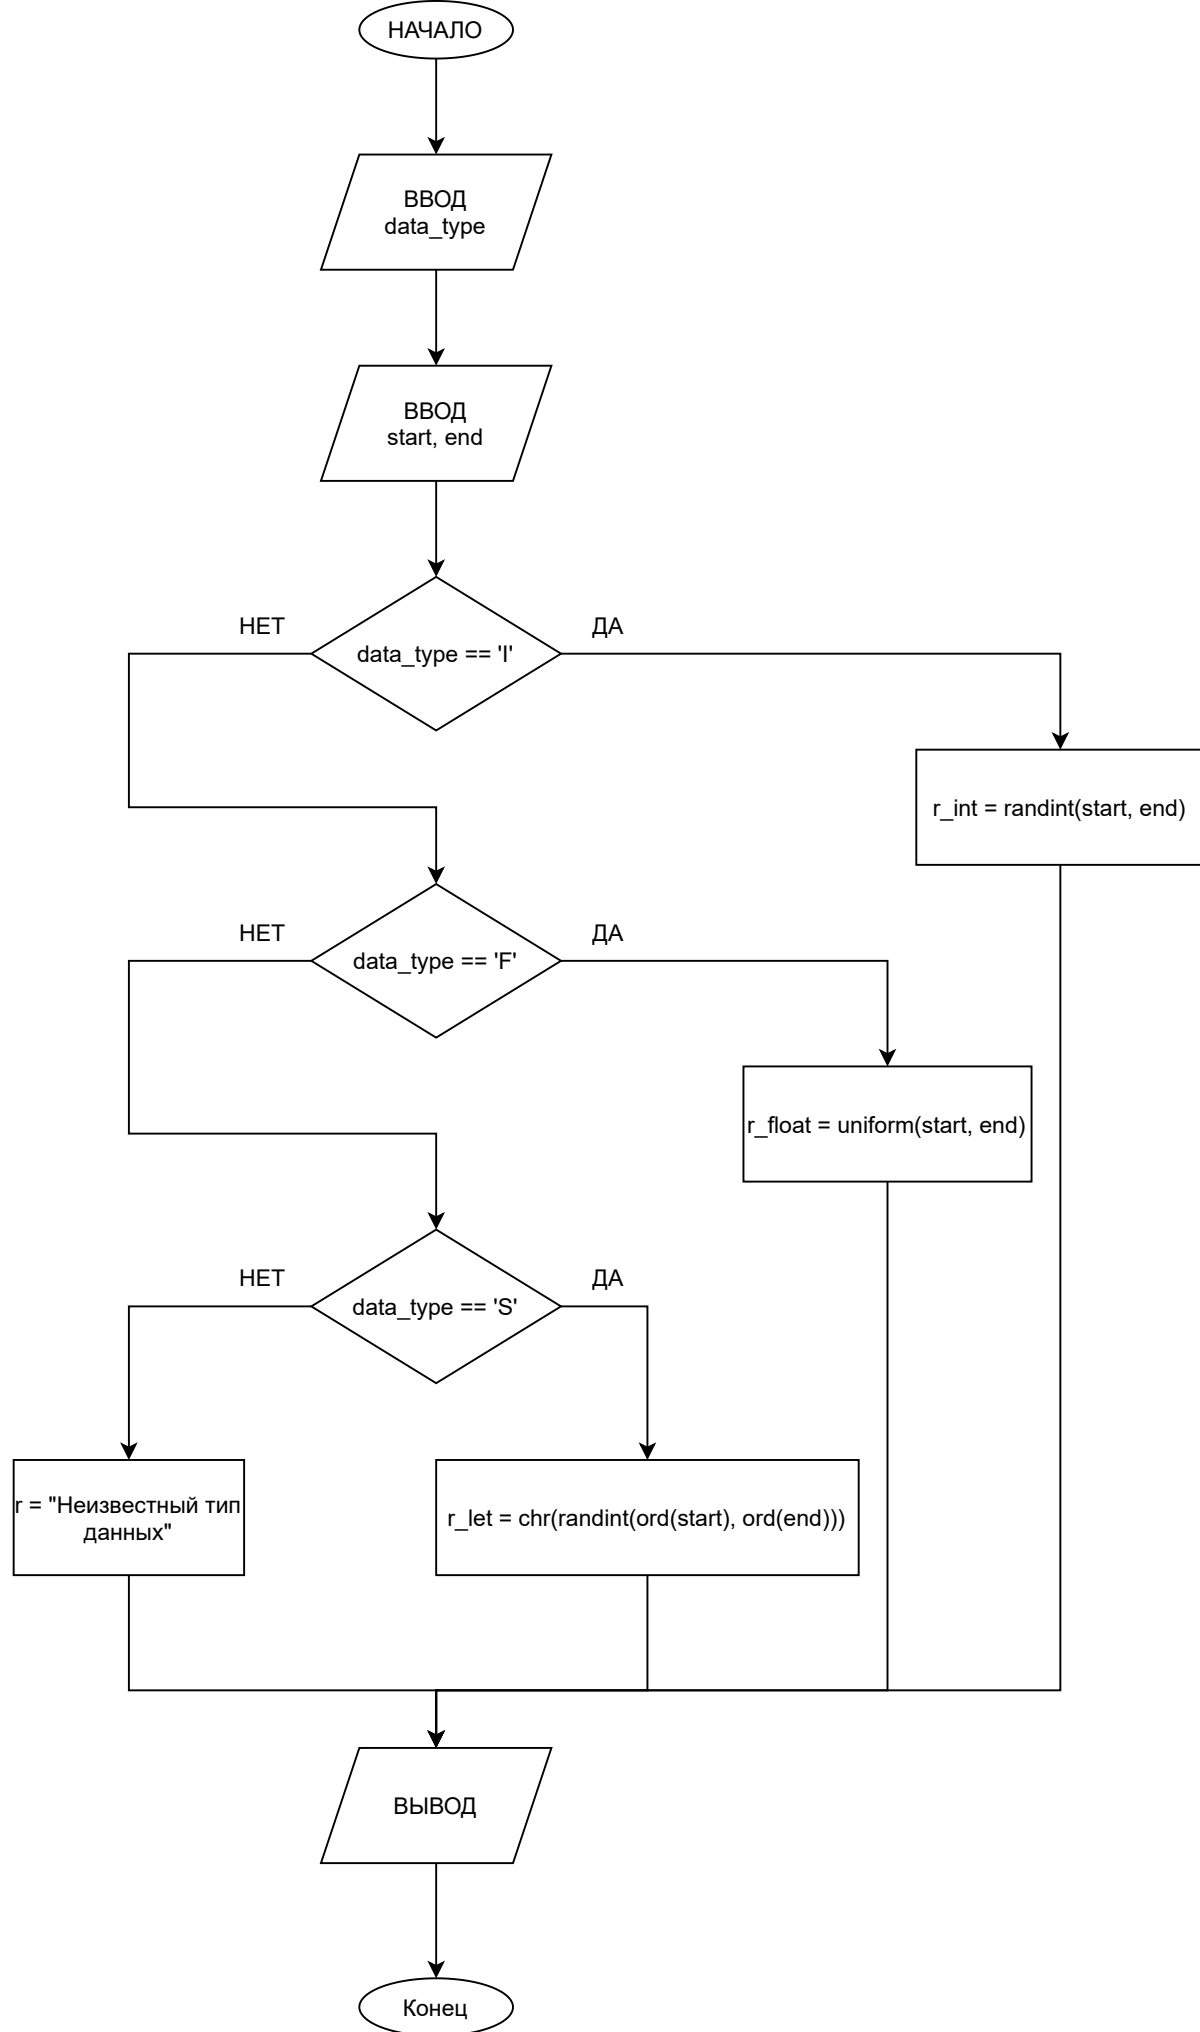 НАЧАЛО
ВВОД
data_type
ВВОД
start, end
НЕТ
ДА
data_type == 'I'
r_int = randint(start, end)
НЕТ
ДА
data_type == 'F'
r_float = uniform(start, end)
НЕТ
ДА
data_type == 'S'
r = "Неизвестный тип
данных"
r_let = chr(randint(ord(start), ord(end)))
ВЫВОД
Конец